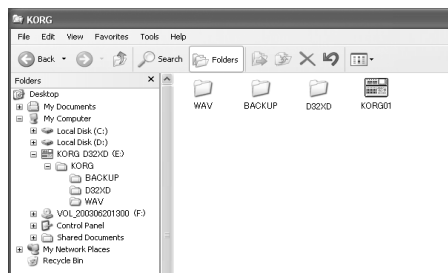 KORG
File Edit View Favorites Tools Help
Back Search Folders
Folders
Desktop
My Documents
My Computer
Local Disk (C:)
Local Disk (D:)
KORG D32XD (E:)
KORG
BACKUP
D32XD
WAV
VOL_200306201300 (F:)
Control Panel
Shared Documents
My Network Places
Recycle Bin
WAV BACKUP D32XD KORG01